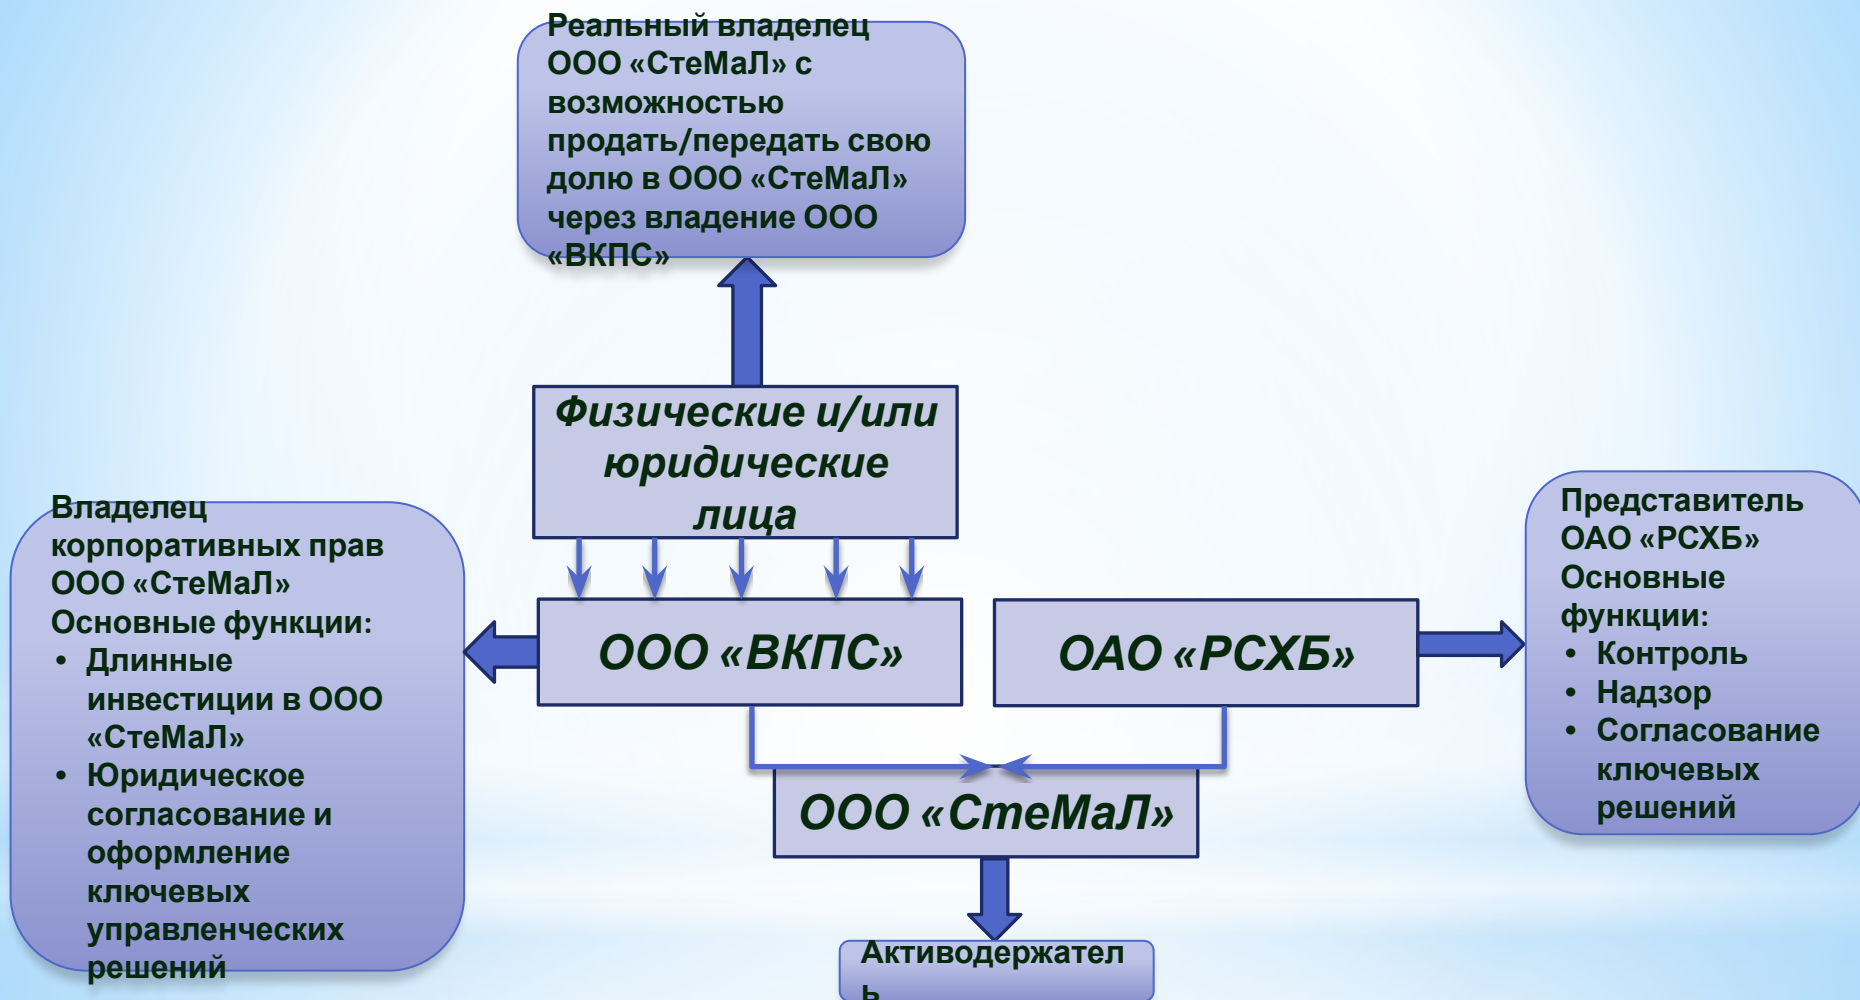 Реальный владелец
ООО «СтеМаЛ» с
возможностью
продать/передать свою
долю в ООО «СтеМаЛ»
через владение ООО
«ВКПС»
Физические и/или
юридические
лица
Владелец
корпоративных прав
ООО «СтеМаЛ»
Основные функции:
• Длинные
инвестиции в ООО
«СтеМаЛ»
• Юридическое
согласование и
оформление
ключевых
управленческих
решений
ООО «ВКПС»
ОАО «РСХБ»
Представитель
ОАО «РСХБ»
Основные
функции:
• Контроль
• Надзор
• Согласование
ключевых
решений
ООО «СтеМаЛ»
Активодержател
ь